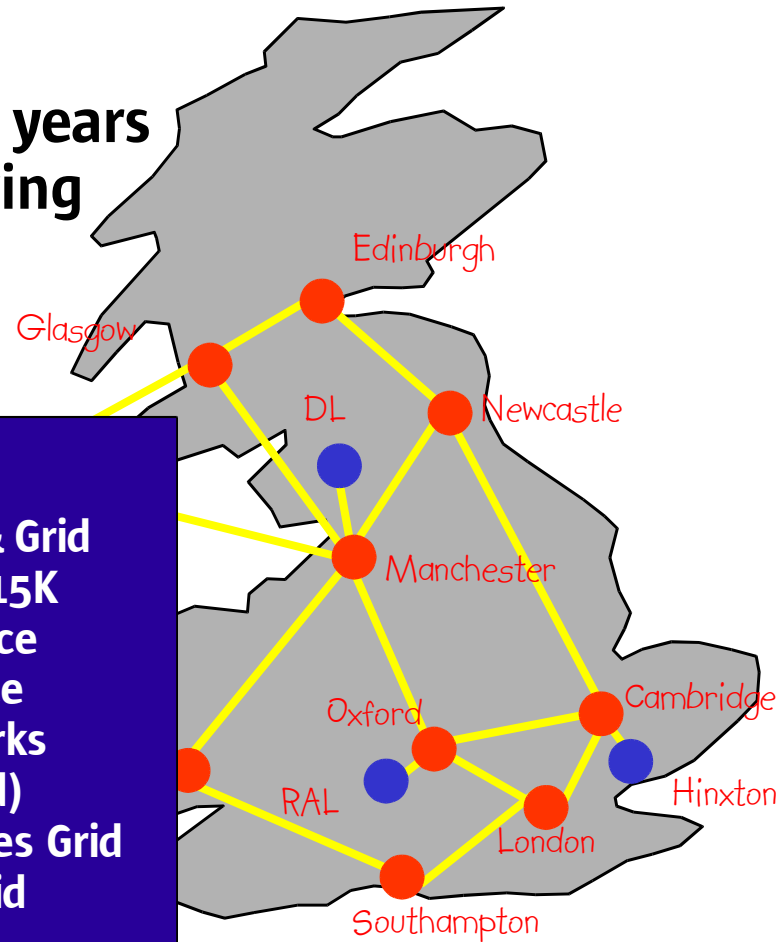 years
ing
Edinburgh
Glasgow
DL
Newcastle
& Grid
15K
Manchester
ce
e
rks
l)
es Grid
id
Cambridge
Oxford
RAL
Hinxton
London
Southampton